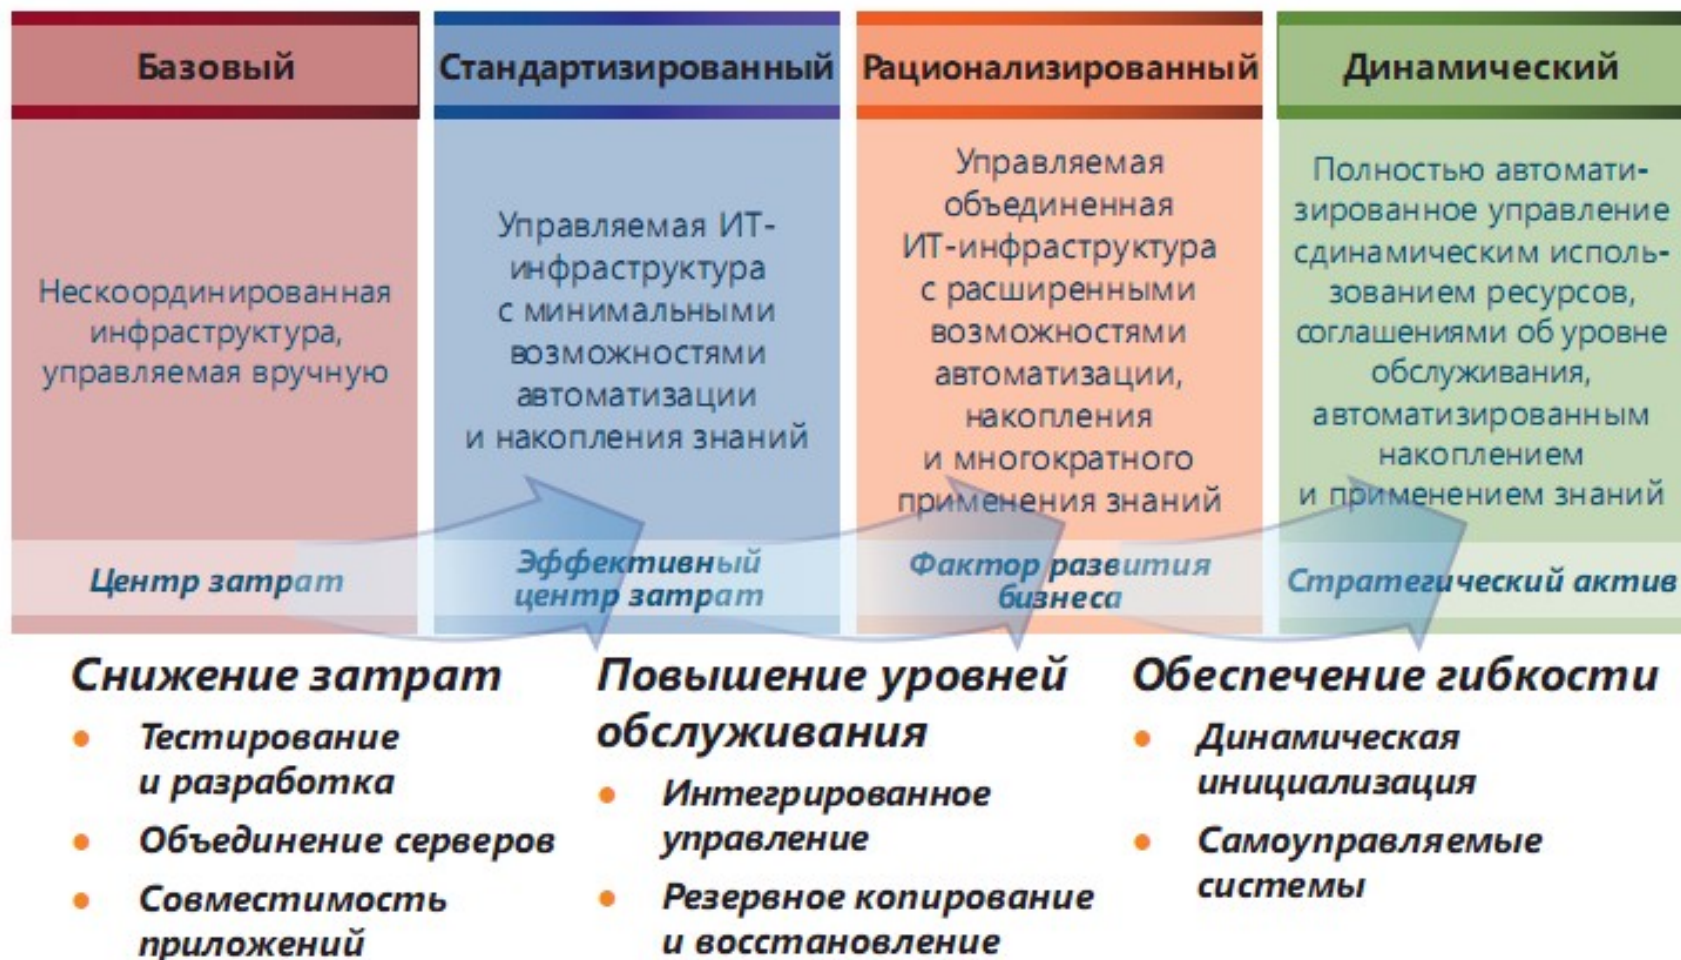 Базовый
Нескоординированная
инфраструктура,
управляемая вручную
Центр затрат
Стандартизированный
Управляемая ИТ-
инфраструктура
с минимальными
возможностями
автоматизации
и накопления знаний
Эффективный
центр затрат
Рационализированный
Управляемая
объединенная
ИТ-инфраструктура
с расширенными
возможностями
автоматизации,
накопления
и многократного
применения знаний
Фактор развития
бизнеса
Динамический
Полностью автомати-
зированное управление
сдинамическим исполь-
зованием ресурсов,
соглашениями об уровне
обслуживания,
автоматизированным
накоплением
и применением знаний
Стратегический актив
Снижение затрат
• Тестирование
и разработка
• Объединение серверов
• Совместимость
приложений
Повышение уровней
обслуживания
• Интегрированное
управление
• Резервное копирование
и восстановление
Обеспечение гибкости
• Динамическая
инициализация
• Самоуправляемые
системы